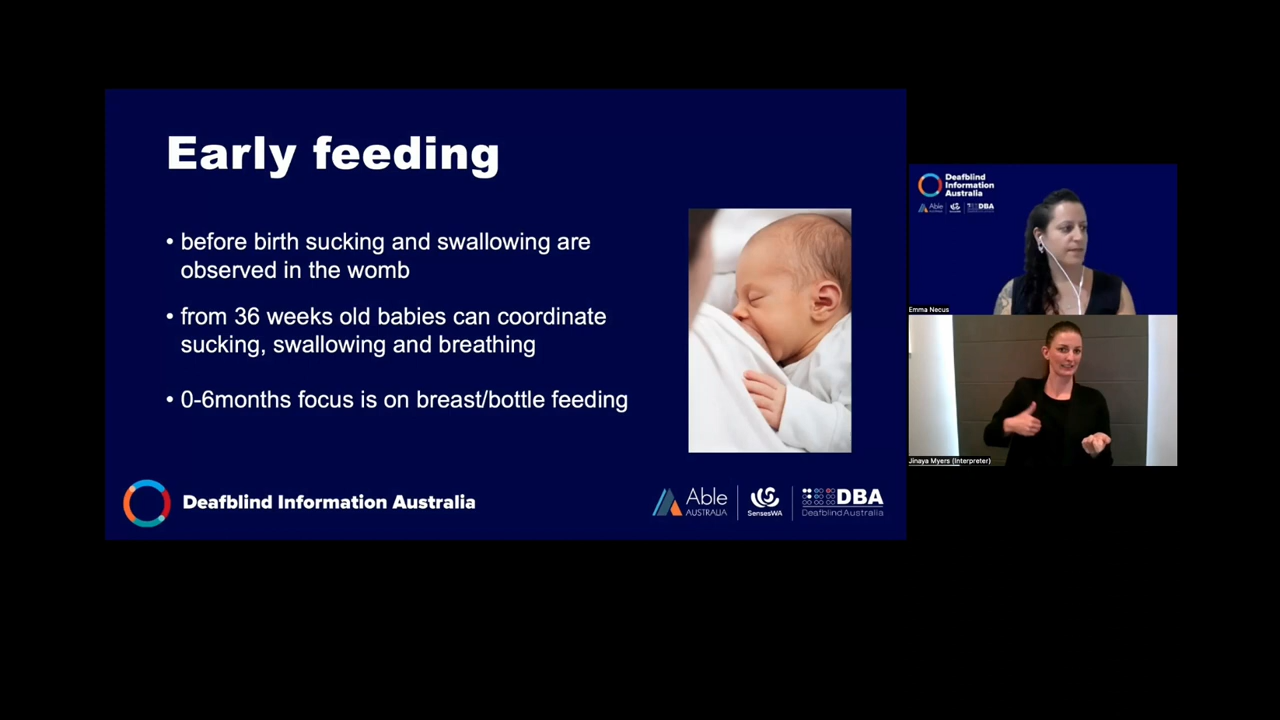 Early feeding
• before birth sucking and swallowing are
observed in the womb
• from 36 weeks old babies can coordinate
sucking, swallowing and breathing
• 0-6months focus is on breast/bottle feeding
Deafblind Information Australia
Able
AUSTRALIA
SensesWA
DBA
DeafblindAustralia
Deafblind
Information
Australia
Able
DBA
Emma Necus
Jinaya Myers (Interpreter)